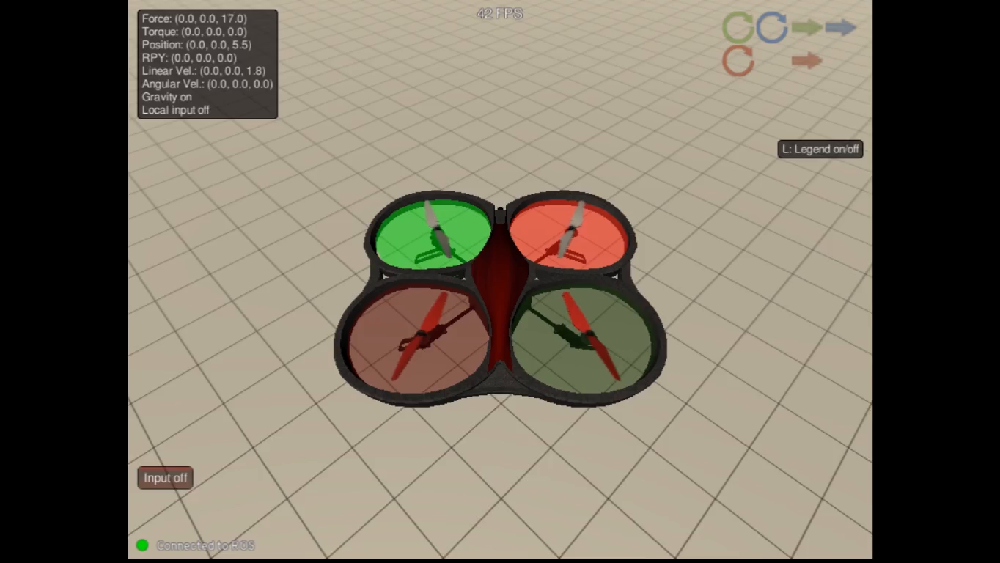 Force: (0.0, 0.0, 17.0)
Torque: (0.0, 0.0, 0.0)
Position: (0.0, 0.0, 5.5)
RPY: (0.0, 0.0, 0.0)
Linear Vel.: (0.0, 0.0, 1.8)
Angular Vel.: (0.0, 0.0, 0.0)
Gravity on
Local input off
42 FPS
L: Legend on/off
Input off
Connected to ROS